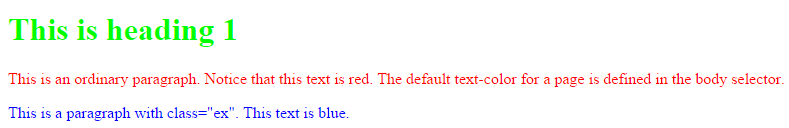 This is heading 1
This is an ordinary paragraph. Notice that this text is red. The default text-color for a page is defined in the body selector.
This is a paragraph with class="ex". This text is blue.